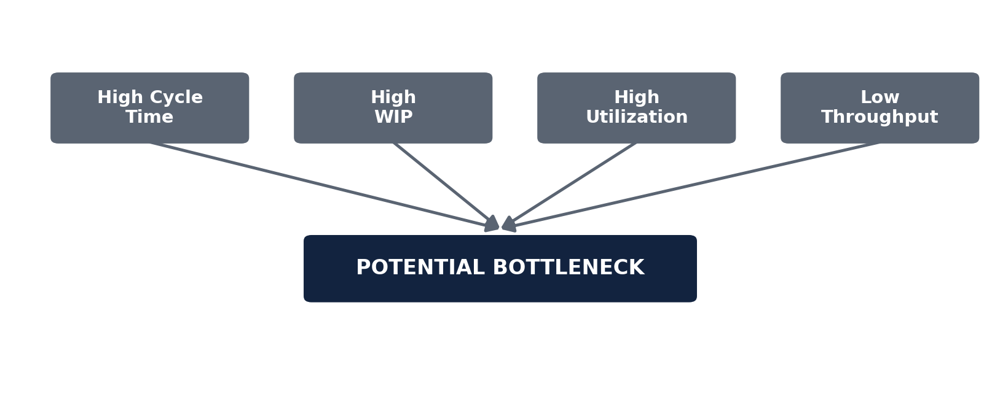 High Cycle
Time
High
WIP
High
Utilization
Low
Throughput
POTENTIAL BOTTLENECK